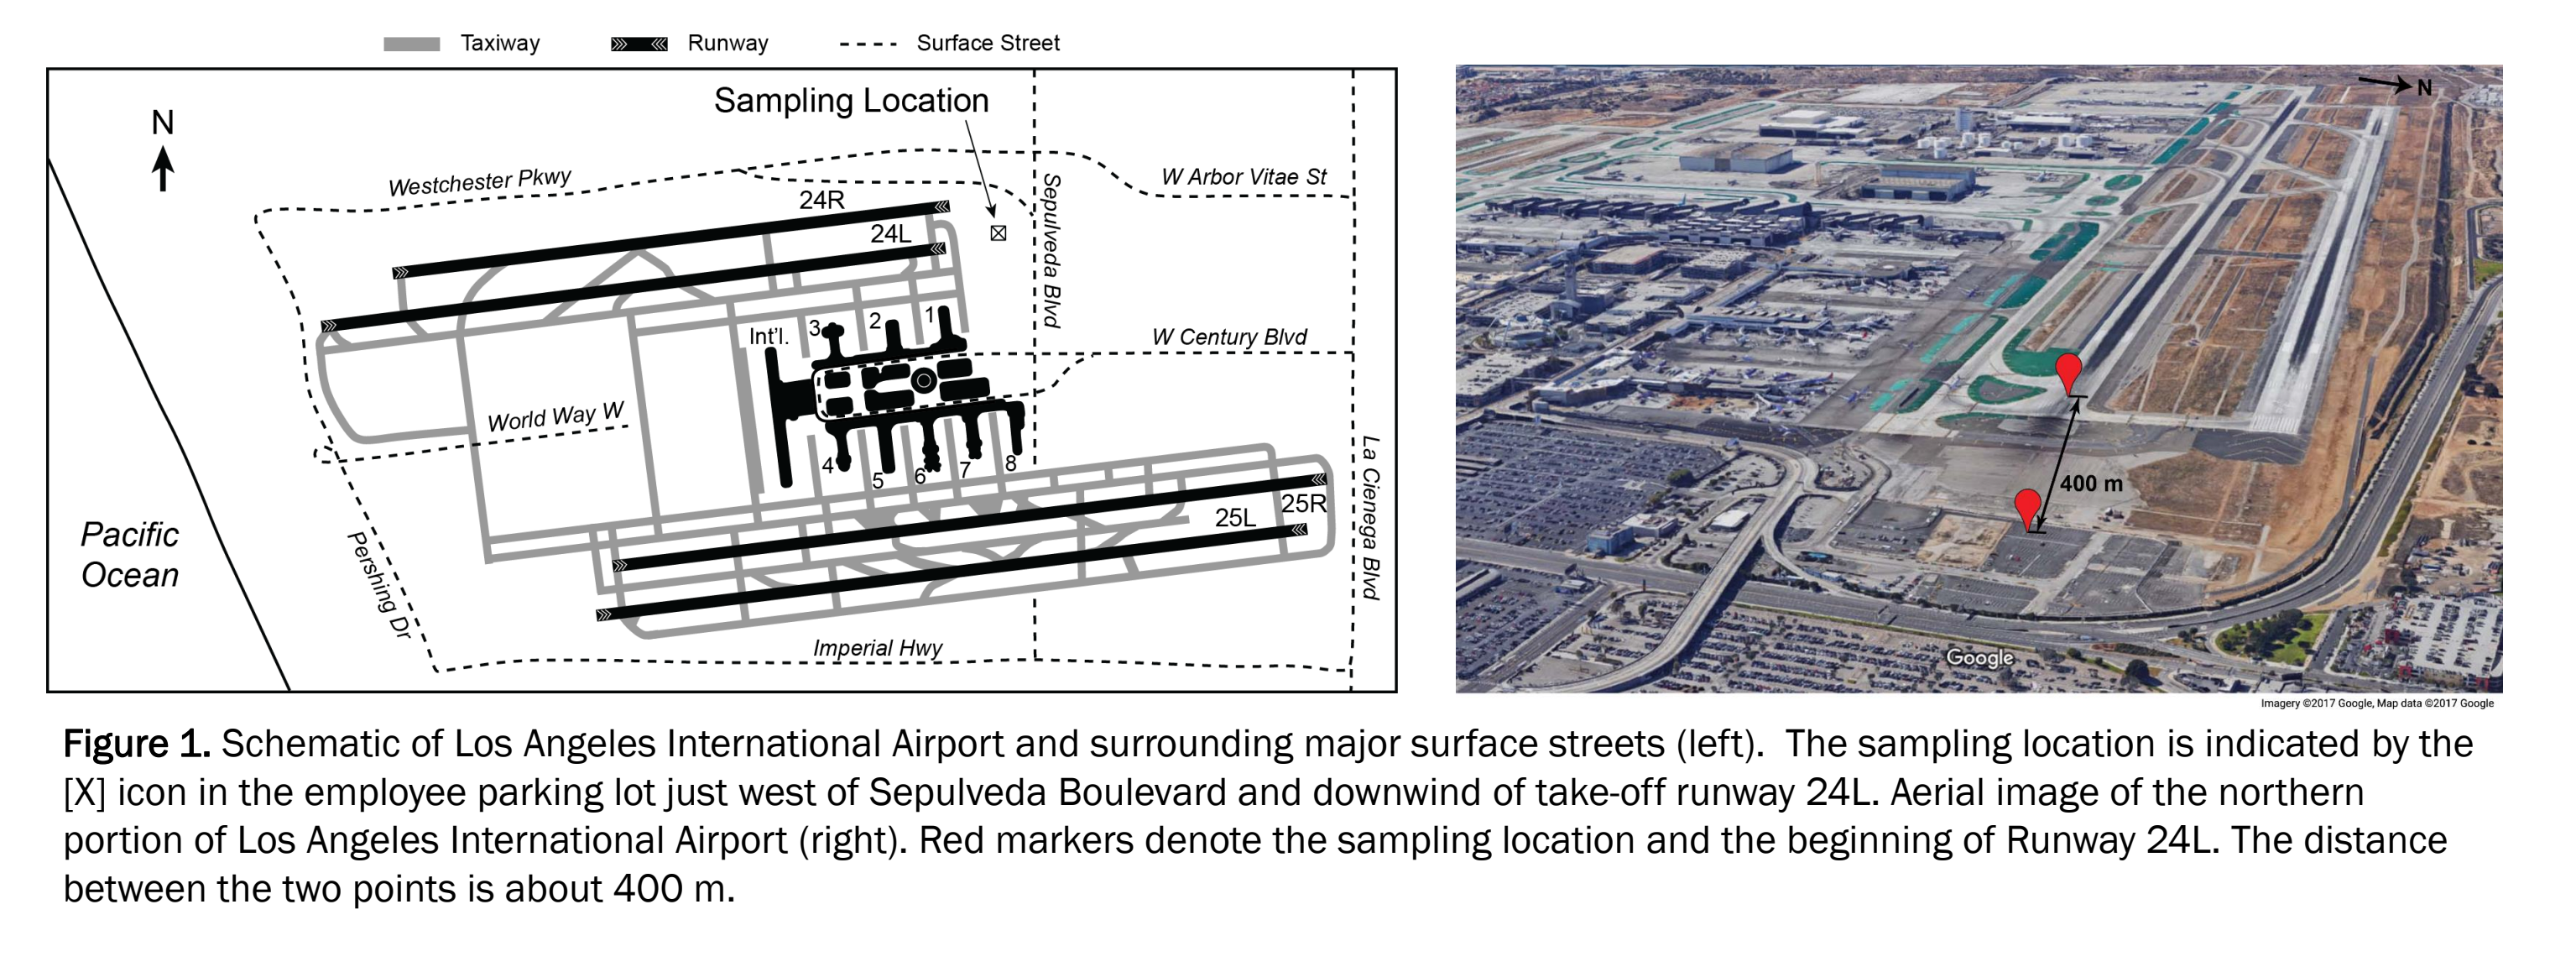 Taxiway
Runway
Surface Street
N
Sampling Location
Westchester Pkwy
W Arbor Vitae St
24R
Sepulveda Blvd
24L
1
2
3
Int'l.
W Century Blvd
World Way W
4
5
6
7
8
La Cienega Blvd
25R
25L
Pacific
Ocean
Pershing Dr
Imperial Hwy
N
400 m
Google
Imagery ©2017 Google, Map data ©2017 Google
Figure 1. Schematic of Los Angeles International Airport and surrounding major surface streets (left). The sampling location is indicated by the
[X] icon in the employee parking lot just west of Sepulveda Boulevard and downwind of take-off runway 24L. Aerial image of the northern
portion of Los Angeles International Airport (right). Red markers denote the sampling location and the beginning of Runway 24L. The distance
between the two points is about 400 m.